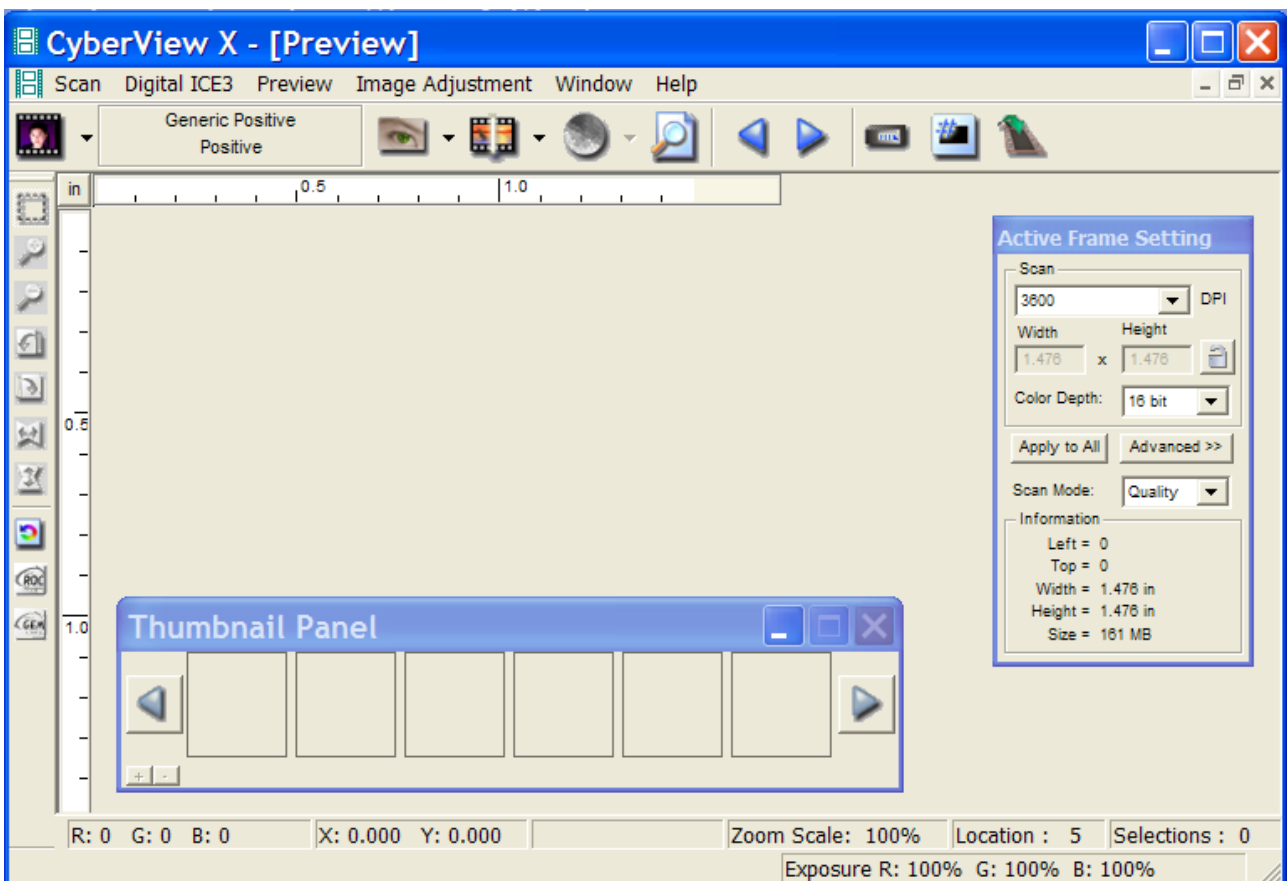 CyberView X - [Preview]
Scan Digital ICE3 Preview Image Adjustment Window Help
Generic Positive
Positive
in 0.5 1.0
0.5
1.0
Active Frame Setting
Scan
3600 DPI
Width Height
1.476 x 1.476
Color Depth: 16 bit
Apply to All Advanced >>
Scan Mode: Quality
Information
Left = 0
Top = 0
Width = 1.476 in
Height = 1.476 in
Size = 161 MB
ROC
GEM
Thumbnail Panel
+ -
R: 0 G: 0 B: 0 X: 0.000 Y: 0.000 Zoom Scale: 100% Location : 5 Selections : 0
Exposure R: 100% G: 100% B: 100%